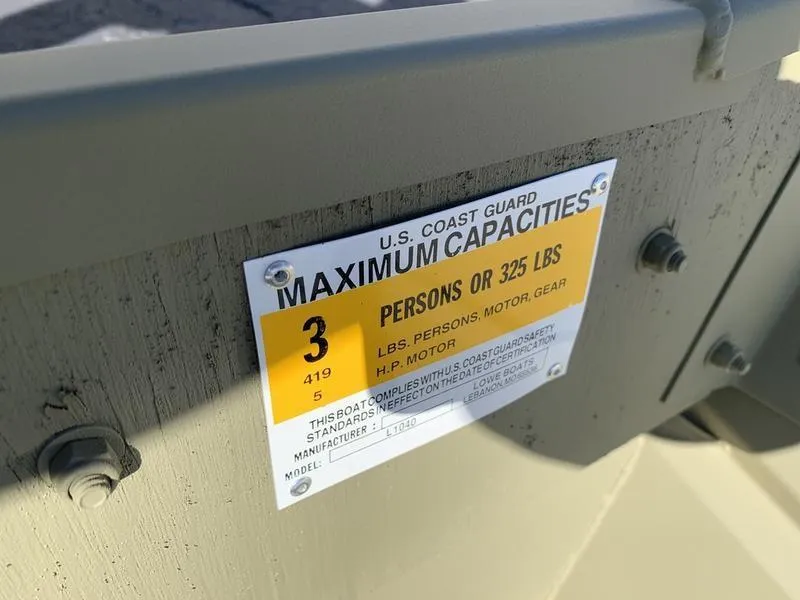 U.S. COAST GUARD
MAXIMUM CAPACITIES
3 PERSONS OR 325 LBS
419 LBS. PERSONS, MOTOR, GEAR
5 H.P. MOTOR
THIS BOAT COMPLIES WITH U.S. COAST GUARD SAFETY
STANDARDS IN EFFECT ON THE DATE OF CERTIFICATION
MANUFACTURER : LOWE BOATS
LEBANON, MO 65536
MODEL: L1040